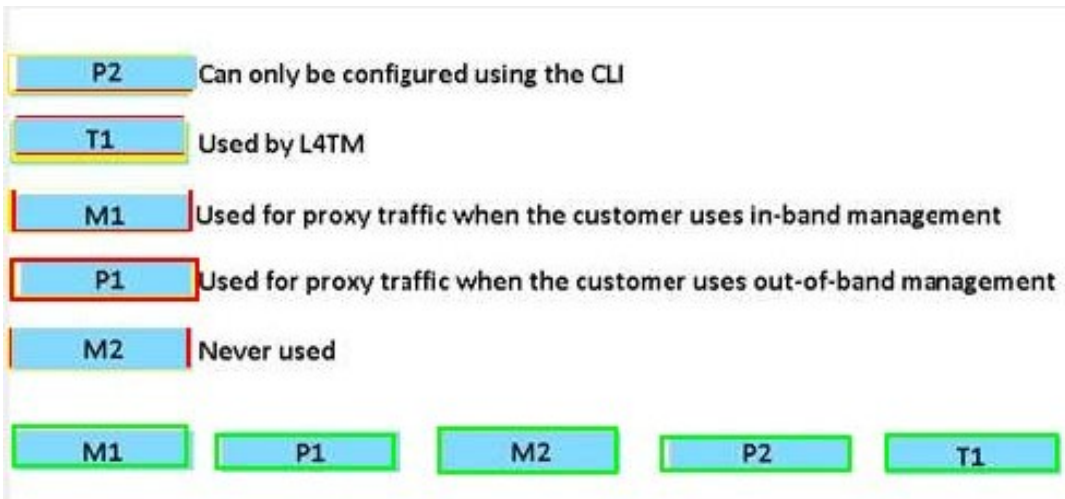 P2 Can only be configured using the CLI
T1 Used by L4TM
M1 Used for proxy traffic when the customer uses in-band management
P1 Used for proxy traffic when the customer uses out-of-band management
M2 Never used
M1 P1 M2 P2 T1